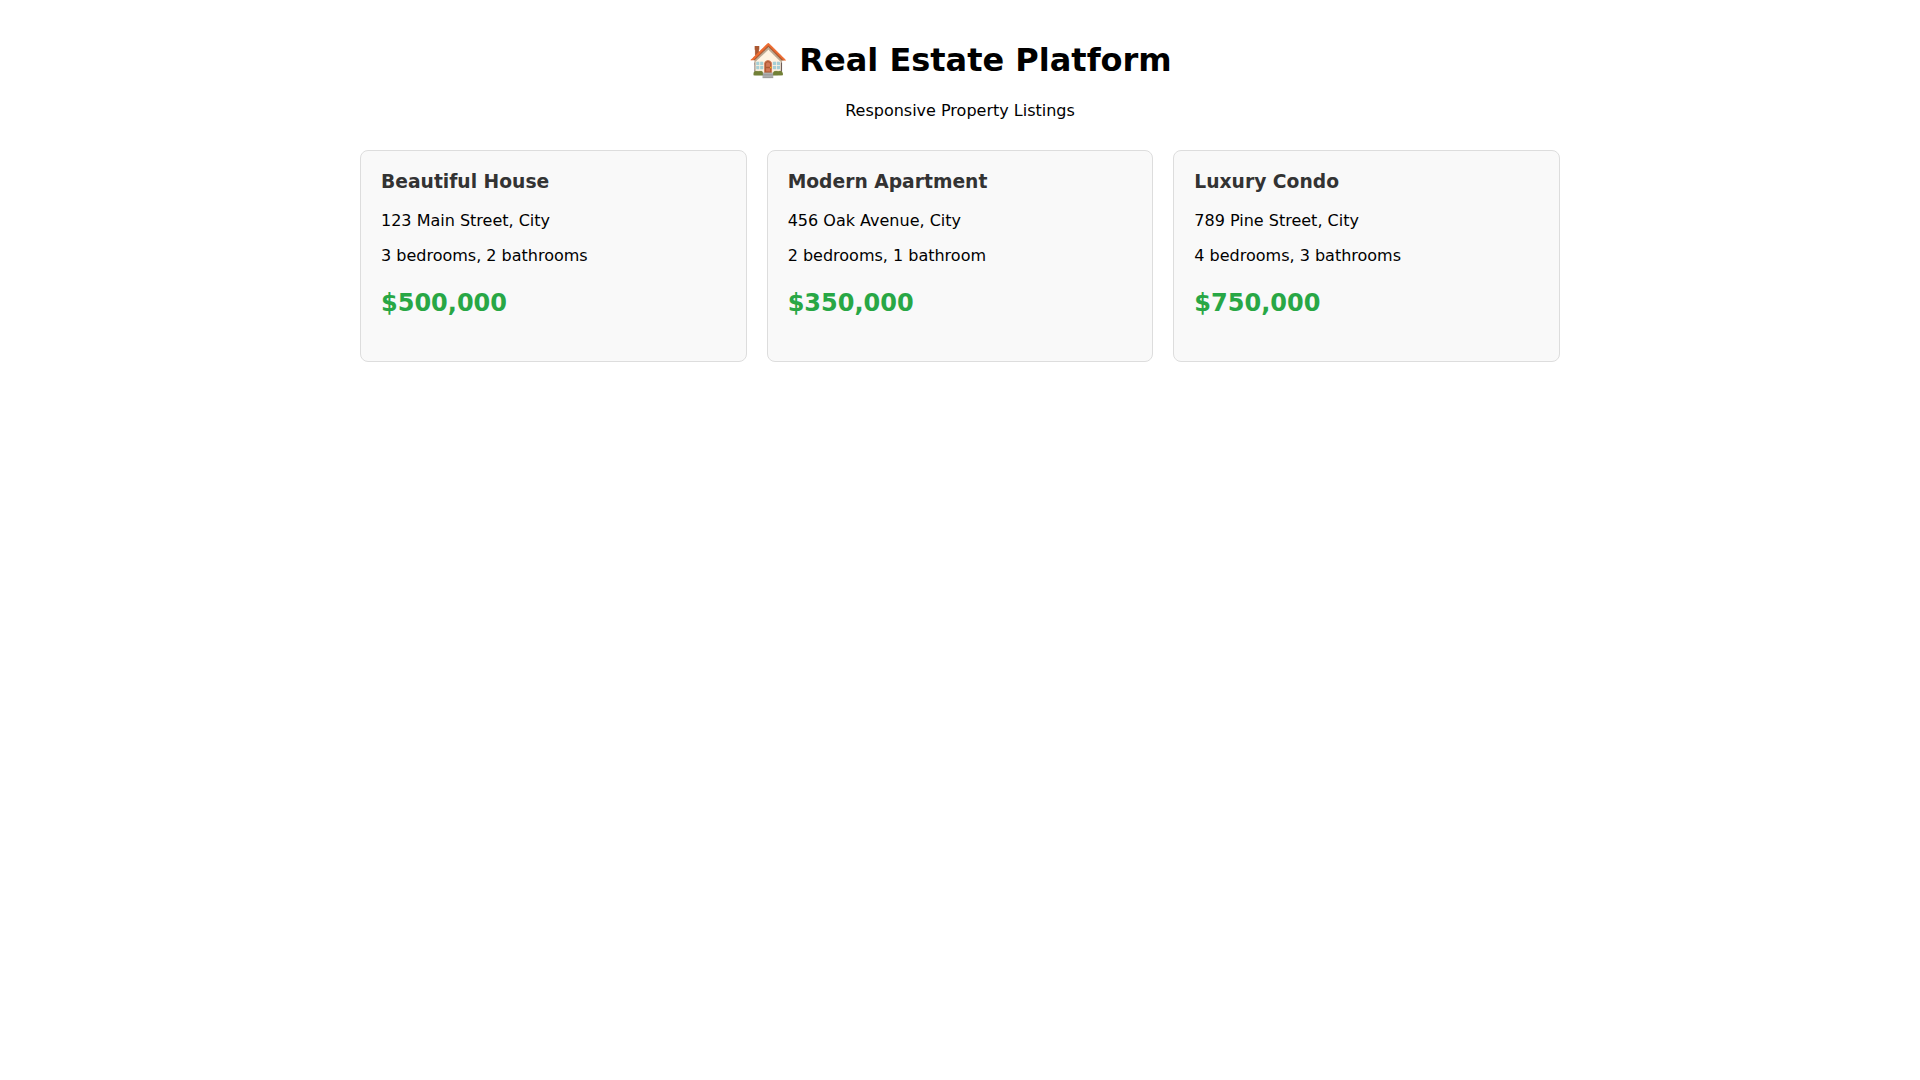 🏠 Real Estate Platform
Responsive Property Listings
Beautiful House
123 Main Street, City
3 bedrooms, 2 bathrooms
$500,000
Modern Apartment
456 Oak Avenue, City
2 bedrooms, 1 bathroom
$350,000
Luxury Condo
789 Pine Street, City
4 bedrooms, 3 bathrooms
$750,000